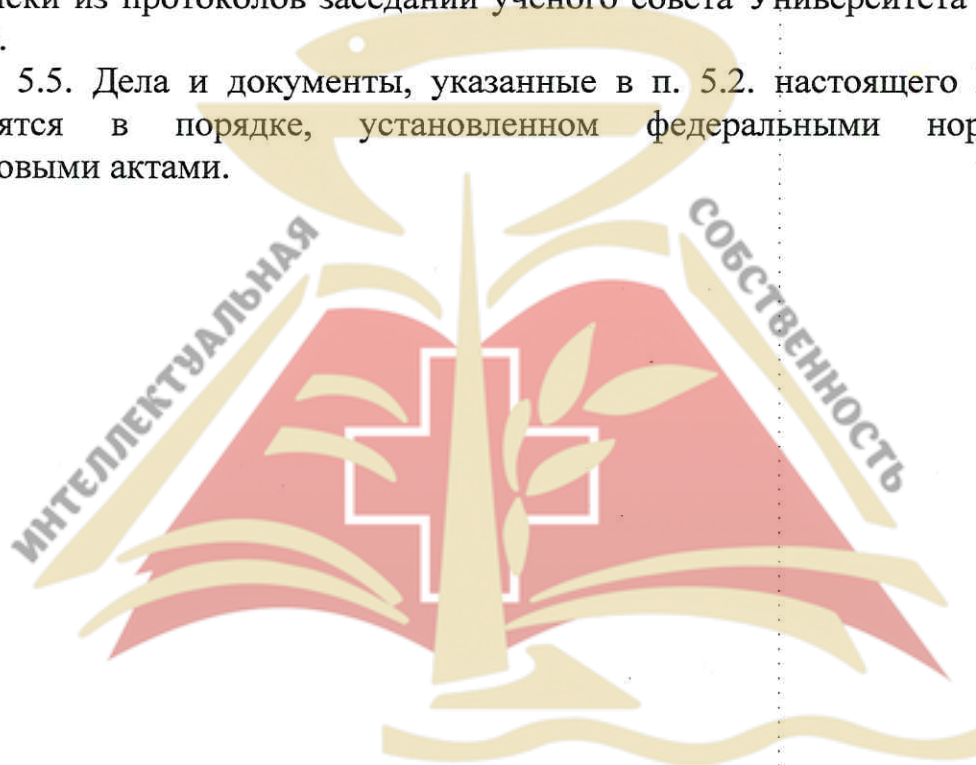 из протоколов заседаний ученого совета Университета
5.5. Дела и документы, указанные в п. 5.2. настоящего
в порядке, установленном федеральными
актами.
ИНТЕЛЛЕКТУАЛЬНАЯ
СОБСТВЕННОСТЬ